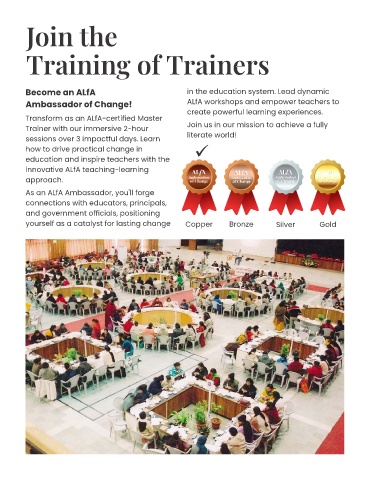 Join the
Training of Trainers
Become an ALfA
Ambassador of Change!
Transform as an ALfA-certified Master
Trainer with our immersive 2-hour
sessions over 3 impactful days. Learn
how to drive practical change in
education and inspire teachers with the
innovative ALfA teaching-learning
approach.
As an ALfA Ambassador, you'll forge
connections with educators, principals,
and government officials, positioning
yourself as a catalyst for lasting change
in the education system. Lead dynamic
ALfA workshops and empower teachers to
create powerful learning experiences.
Join us in our mission to achieve a fully
literate world!
ALfA
ALfA
ALfA
Copper
Bronze
Silver
Gold